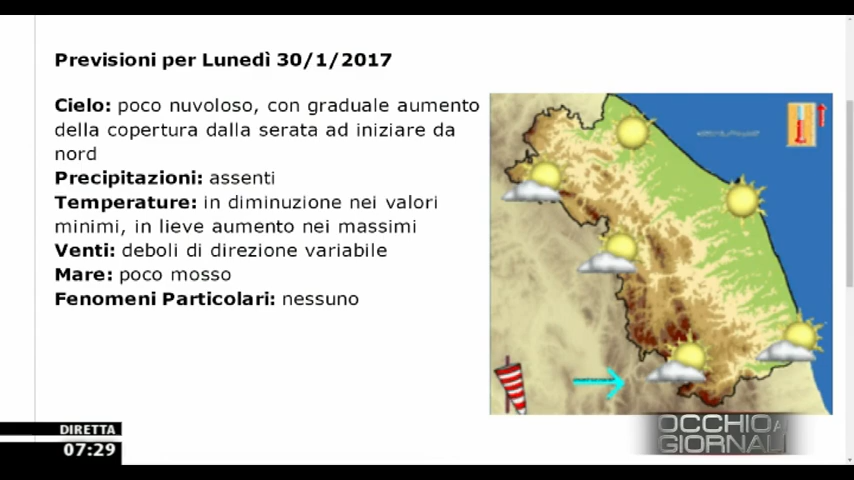 Previsioni per Lunedì 30/1/2017
Cielo: poco nuvoloso, con graduale aumento
della copertura dalla serata ad iniziare da
nord
Precipitazioni: assenti
Temperature: in diminuzione nei valori
minimi, in lieve aumento nei massimi
Venti: deboli di direzione variabile
Mare: poco mosso
Fenomeni Particolari: nessuno
DIRETTA
07:29
OCCHIO AI
GIORNALI